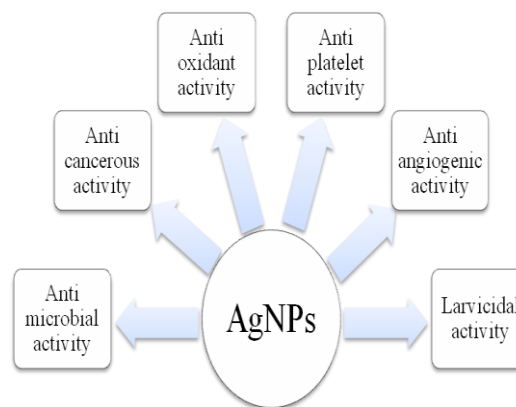 Anti
oxidant
activity
Anti
platelet
activity
Anti
cancerous
activity
Anti
angiogenic
activity
Anti
microbial
activity
AgNPs
Larvicidal
activity